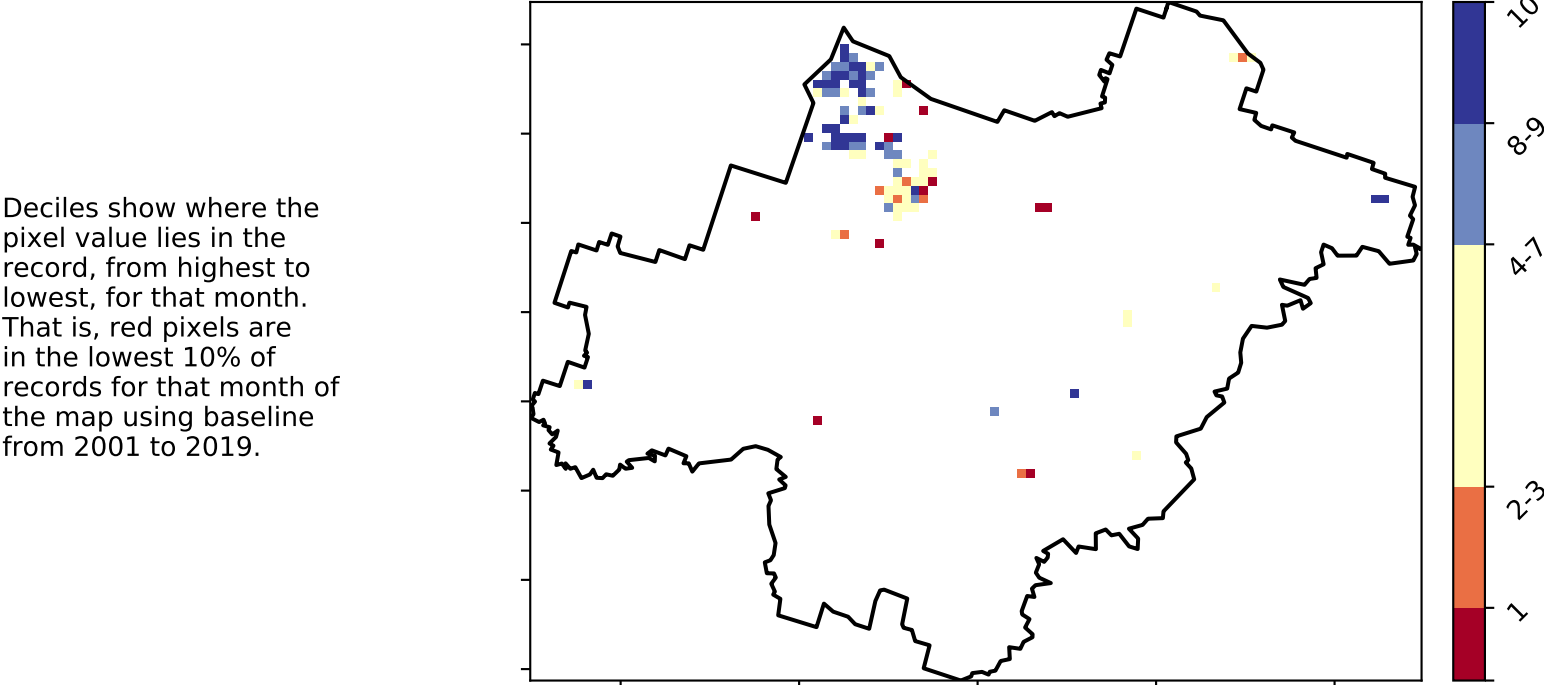 Deciles show where the
pixel value lies in the
record, from highest to
lowest, for that month.
That is, red pixels are
in the lowest 10% of
records for that month of
the map using baseline
from 2001 to 2019.
10
8-9
4-7
2-3
1